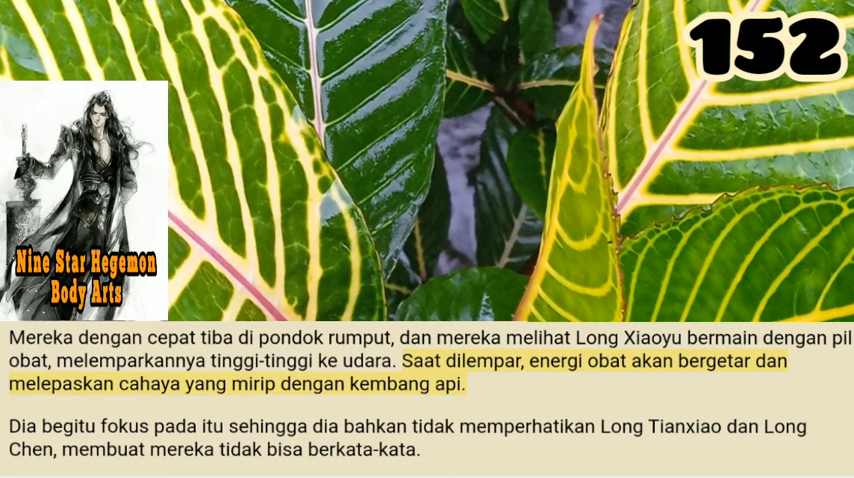 152
Nine Star Hegemon
Body Arts
Mereka dengan cepat tiba di pondok rumput, dan mereka melihat Long Xiaoyu bermain dengan pil
obat, melemparkannya tinggi-tinggi ke udara. Saat dilempar, energi obat akan bergetar dan
melepaskan cahaya yang mirip dengan kembang api.
Dia begitu fokus pada itu sehingga dia bahkan tidak memperhatikan Long Tianxiao dan Long
Chen, membuat mereka tidak bisa berkata-kata.